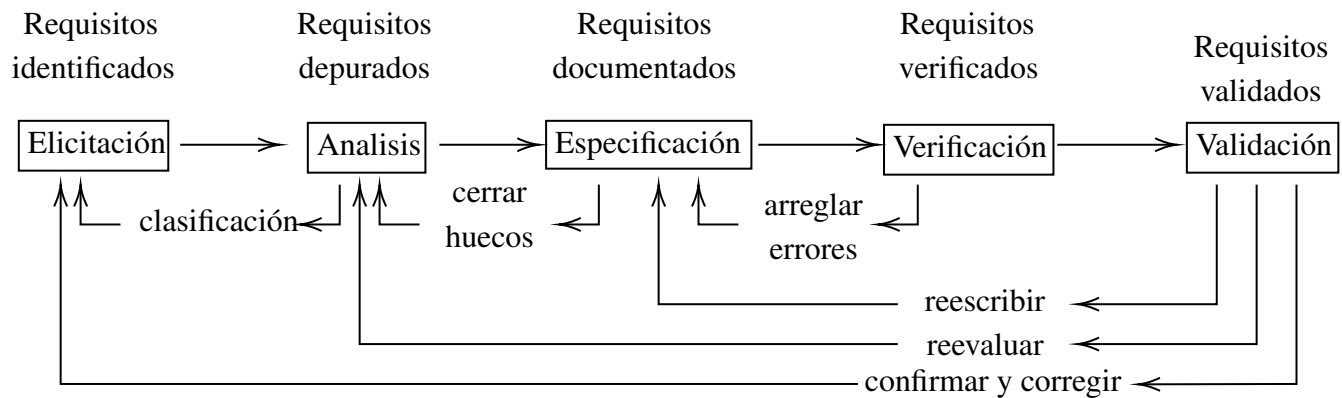 Requisitos
identificados
Requisitos
depurados
Requisitos
documentados
Requisitos
verificados
Requisitos
validados
Elicitación
Analisis
Especificación
Verificación
Validación
clasificación
cerrar
huecos
arreglar
errores
reescribir
reevaluar
confirmar y corregir